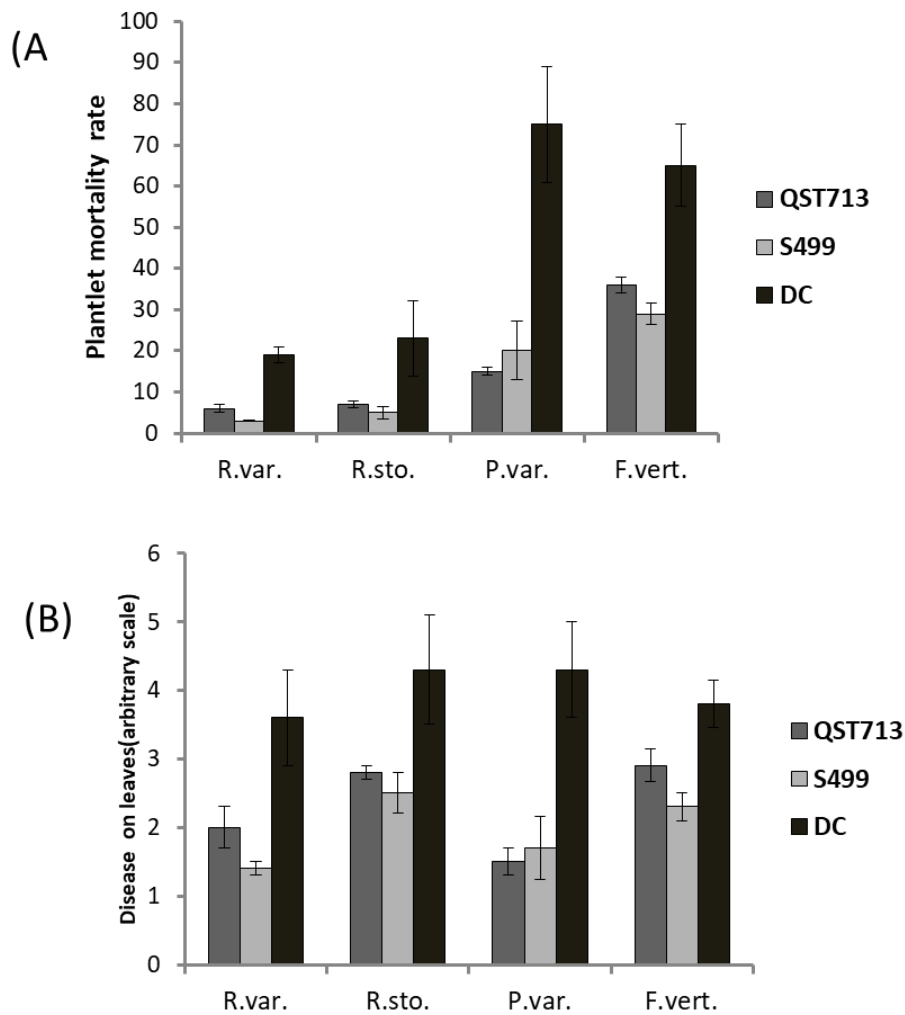 (A
Plantlet mortality rate
100
90
80
70
60
50
40
30
20
10
0
R.var. R.sto. P.var. F.vert.
QST713
S499
DC
(B)
Disease on leaves(arbitrary scale)
6
5
4
3
2
1
0
R.var. R.sto. P.var. F.vert.
QST713
S499
DC